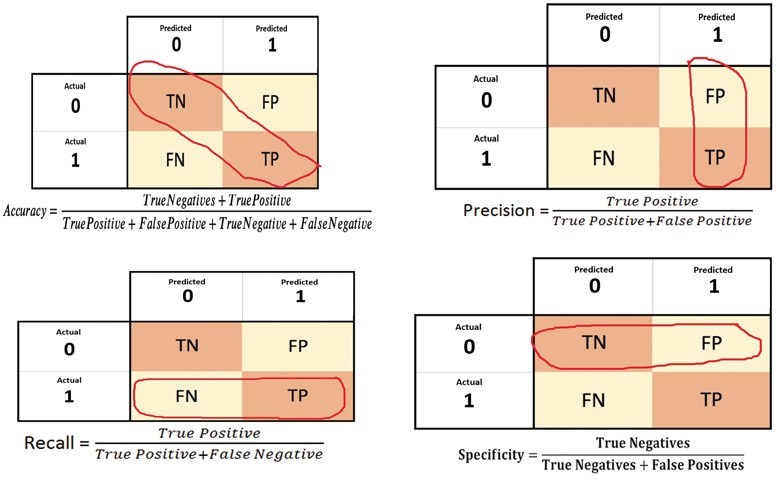 Predicted Predicted
0 1
Actual
0 TN FP
Actual
1 FN TP
Accuracy = TrueNegatives + TruePositive / TruePositive + FalsePositive + TrueNegative + FalseNegative
Predicted Predicted
0 1
Actual
0 TN FP
Actual
1 FN TP
Precision = True Positive / True Positive+False Positive
Predicted Predicted
0 1
Actual
0 TN FP
Actual
1 FN TP
Recall = True Positive / True Positive+False Negative
Predicted Predicted
0 1
Actual
0 TN FP
Actual
1 FN TP
Specificity = True Negatives / True Negatives + False Positives